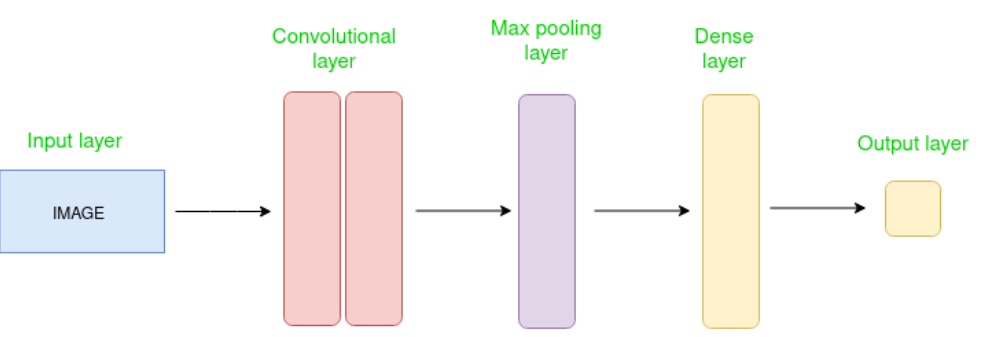 Input layer
IMAGE
Convolutional
layer
Max pooling
layer
Dense
layer
Output layer